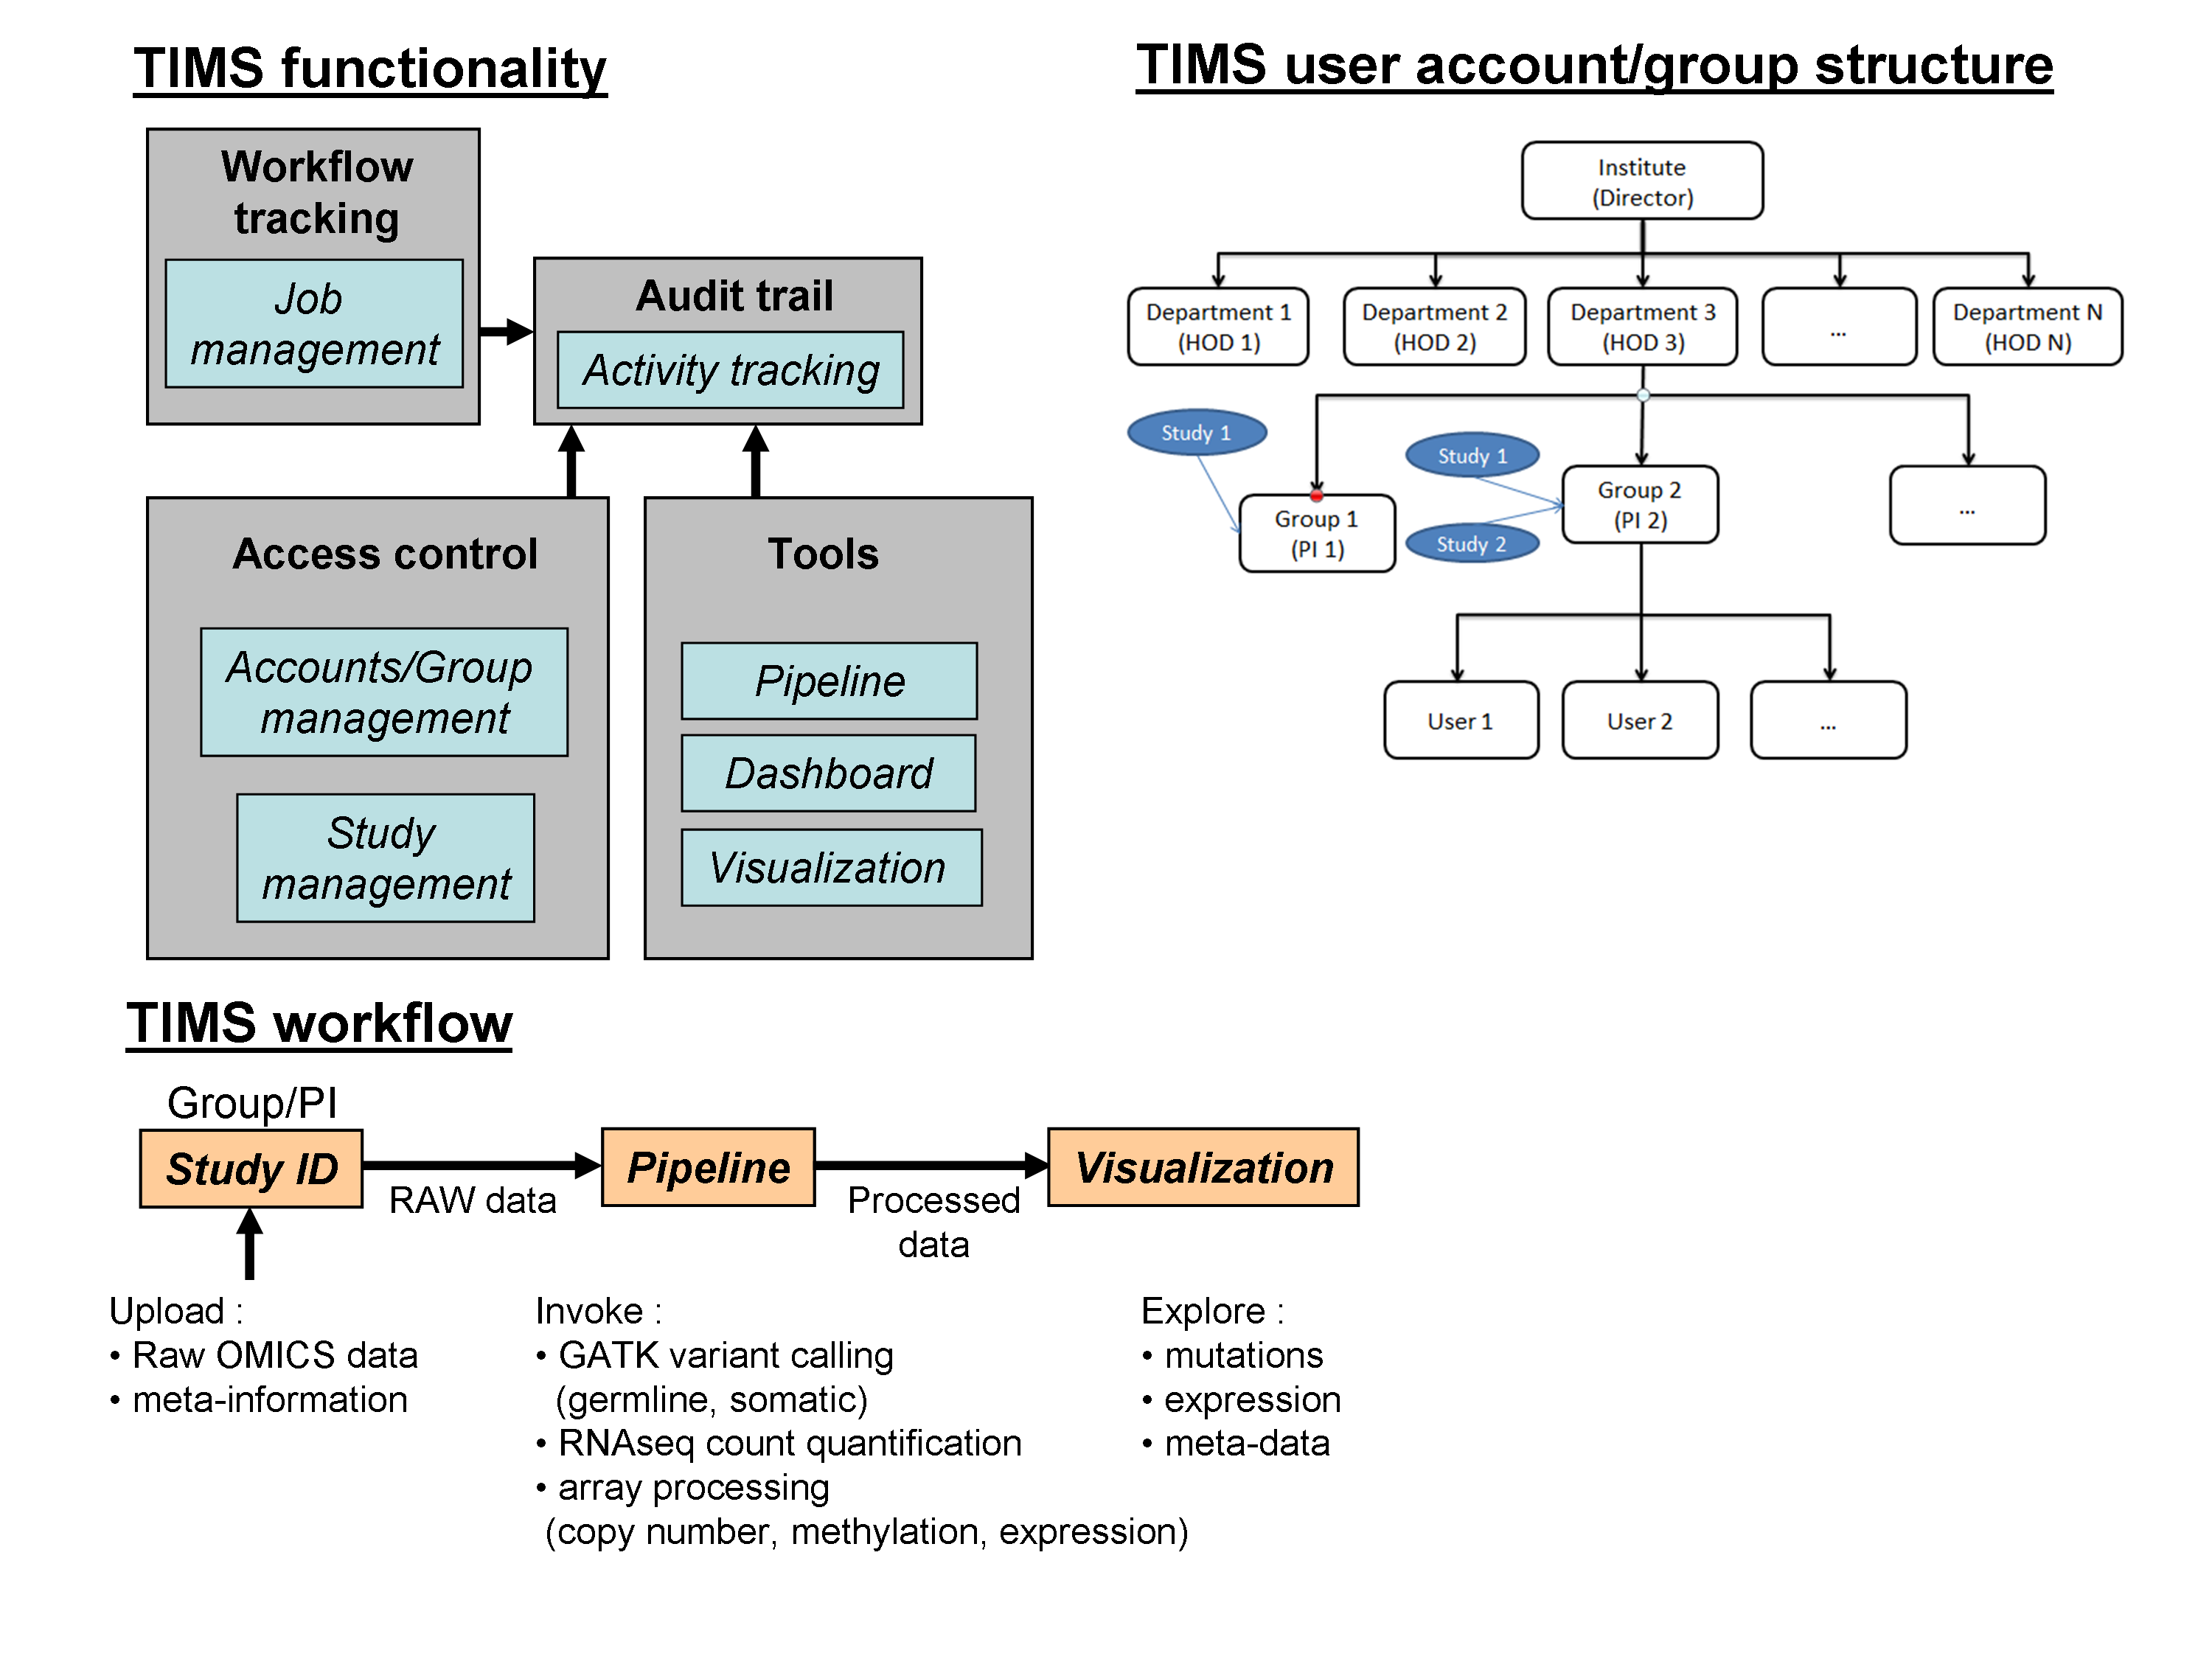 TIMS functionality
Workflow
tracking
Job
management
Audit trail
Activity tracking
Access control
Accounts/Group
management
Study
management
Tools
Pipeline
Dashboard
Visualization
TIMS user account/group structure
Institute
(Director)
Department 1
(HOD 1)
Department 2
(HOD 2)
Department 3
(HOD 3)
...
Department N
(HOD N)
Study 1
Group 1
(PI 1)
Study 1
Study 2
Group 2
(PI 2)
...
User 1
User 2
...
TIMS workflow
Group/PI
Study ID
RAW data
Pipeline
Processed
data
Visualization
Upload :
• Raw OMICS data
• meta-information
Invoke :
• GATK variant calling
(germline, somatic)
• RNAseq count quantification
• array processing
(copy number, methylation, expression)
Explore :
• mutations
• expression
• meta-data